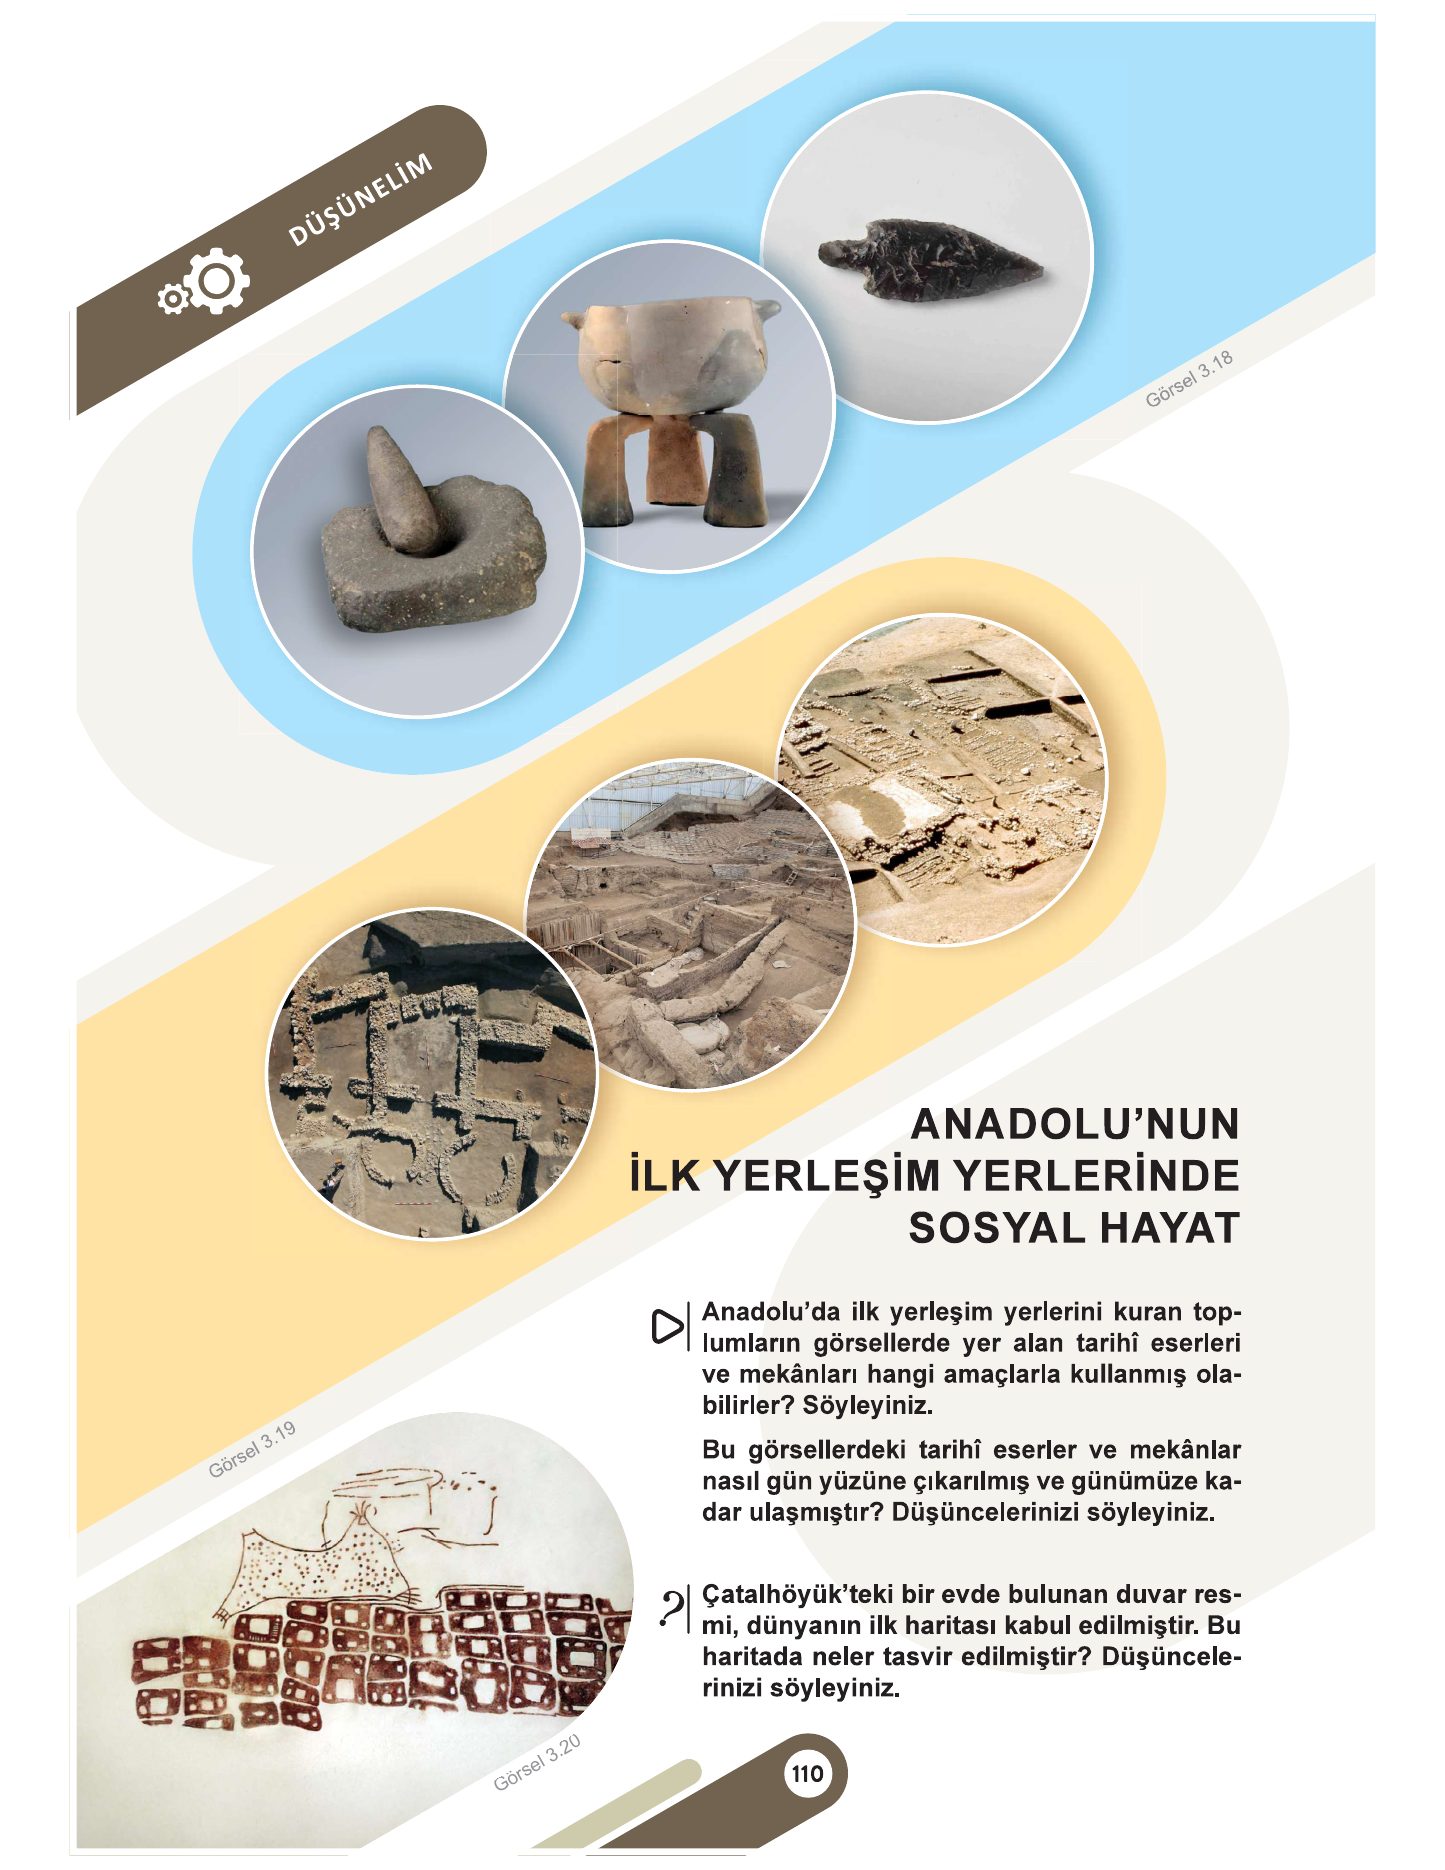 DÜŞÜNELİM
Görsel 3.18
Görsel 3.19
ANADOLU’NUN
İLK YERLEŞİM YERLERİNDE
SOSYAL HAYAT
Anadolu’da ilk yerleşim yerlerini kuran top-
lumların görsellerde yer alan tarihî eserleri
ve mekânları hangi amaçlarla kullanmış ola-
bilirler? Söyleyiniz.
Bu görsellerdeki tarihî eserler ve mekânlar
nasıl gün yüzüne çıkarılmış ve günümüze ka-
dar ulaşmıştır? Düşüncelerinizi söyleyiniz.
?
Çatalhöyük’teki bir evde bulunan duvar res-
mi, dünyanın ilk haritası kabul edilmiştir. Bu
haritada neler tasvir edilmiştir? Düşüncele-
rinizi söyleyiniz.
Görsel 3.20
110